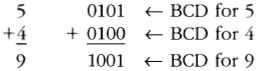 5 0101 ← BCD for 5
+4 + 0100 ← BCD for 4
9 1001 ← BCD for 9